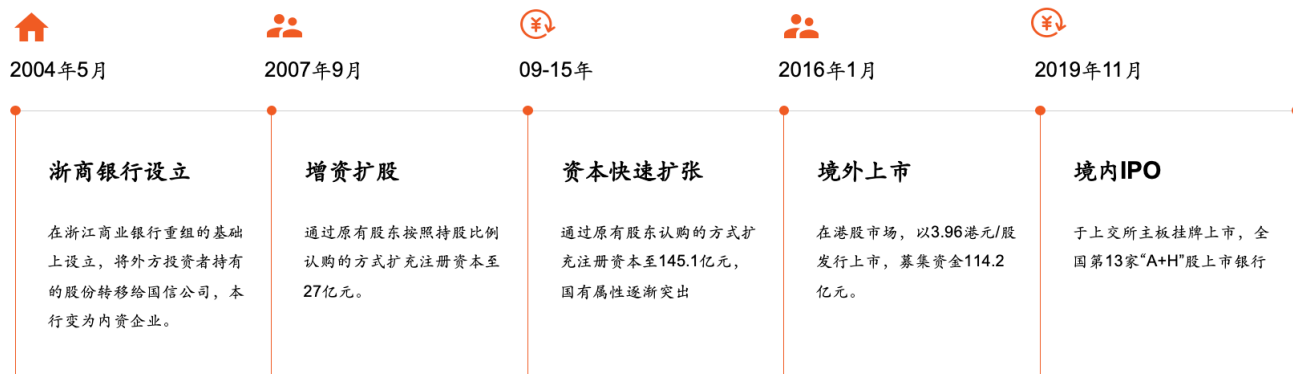 2004年5月
2007年9月
09-15年
2016年1月
2019年11月
浙商银行设立
在浙江商业银行重组的基础
上设立，将外方投资者持有
的股份转移给国信公司，本
行变为内资企业。
增资扩股
通过原有股东按照持股比例
认购的方式扩充注册资本至
27亿元。
资本快速扩张
通过原有股东认购的方式扩
充注册资本至145.1亿元，
国有属性逐渐突出
境外上市
在港股市场，以3.96港元/股
发行上市，募集资金114.2
亿元。
境内IPO
于上交所主板挂牌上市，全
国第13家“A+H”股上市银行